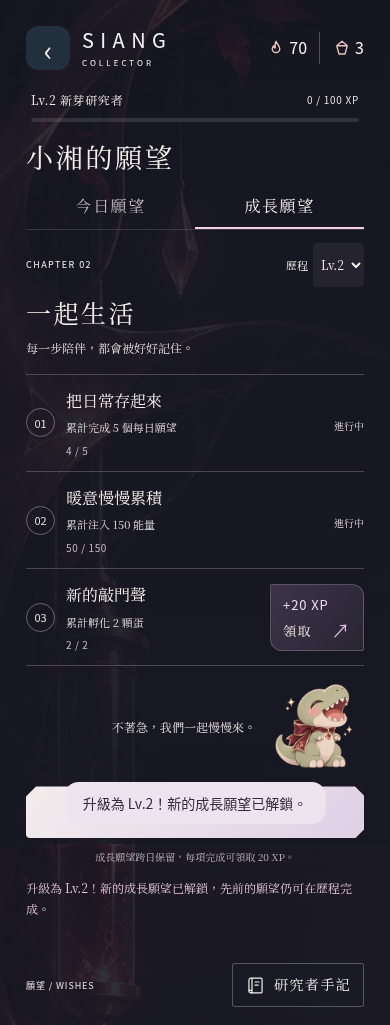 ‹
SIANG
COLLECTOR
70
3
Lv.2 新芽研究者
0 / 100 XP
小湘的願望
今日願望
成長願望
CHAPTER 02
歷程
Lv.2
一起生活
每一步陪伴，都會被好好記住。
01
把日常存起來
累計完成 5 個每日願望
4 / 5
進行中
02
暖意慢慢累積
累計注入 150 能量
50 / 150
進行中
03
新的敲門聲
累計孵化 2 顆蛋
2 / 2
+20 XP
領取
不著急，我們一起慢慢來。
升級為 Lv.2！新的成長願望已解鎖。
成長願望跨日保留，每項完成可領取 20 XP。
升級為 Lv.2！新的成長願望已解鎖，先前的願望仍可在歷程完
成。
願望 / WISHES
研究者手記